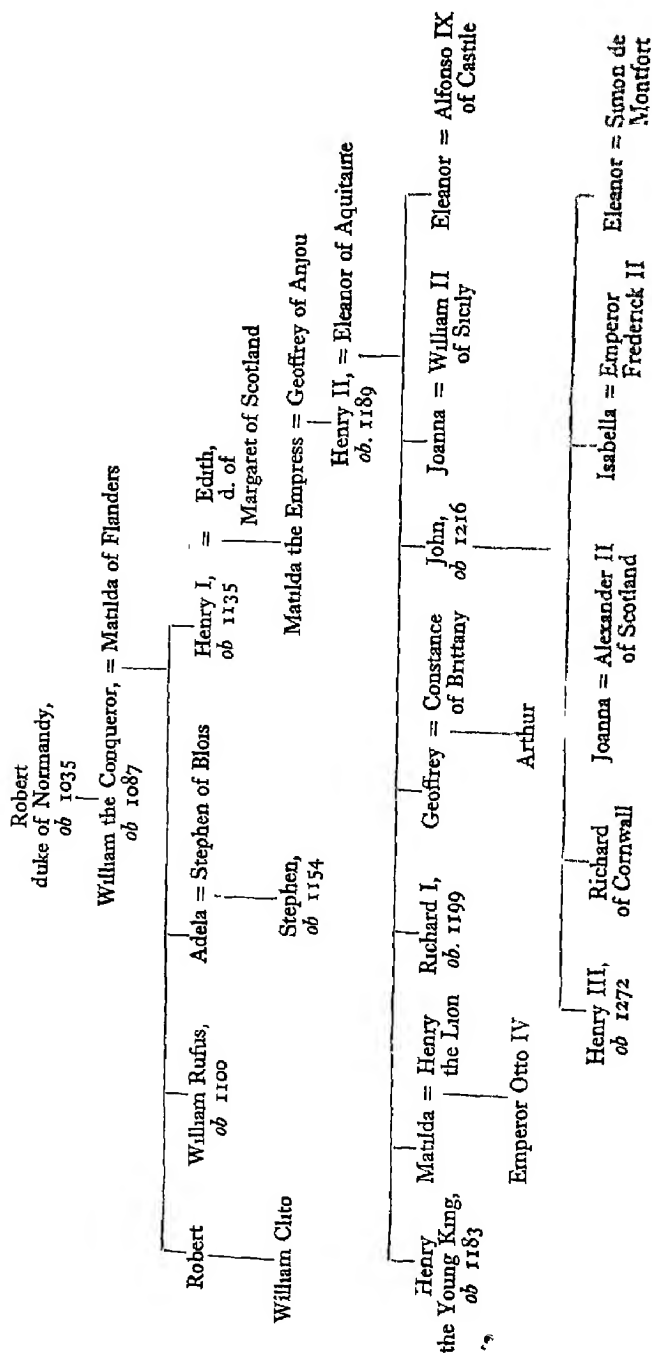 Robert
duke of Normandy,
ob 1035
William the Conqueror, = Matilda of Flanders
ob 1087
Robert
William Rufus,
ob 1100
Adela = Stephen of Blois
Henry I, = Edith,
ob 1135
d. of
Margaret of Scotland
William Clito
Stephen,
ob 1154
Matilda the Empress = Geoffrey of Anjou
Henry II, = Eleanor of Aquitaine
ob. 1189
Henry
the Young King,
ob 1183
Matilda = Henry
the Lion
Richard I,
ob. 1199
Geoffrey = Constance
of Brittany
John,
ob 1216
Joanna = William II
of Sicily
Eleanor = Alfonso IX
of Castile
Emperor Otto IV
Arthur
Henry III,
ob 1272
Richard
of Cornwall
Joanna = Alexander II
of Scotland
Isabella = Emperor
Frederick II
Eleanor = Simon de
Montfort